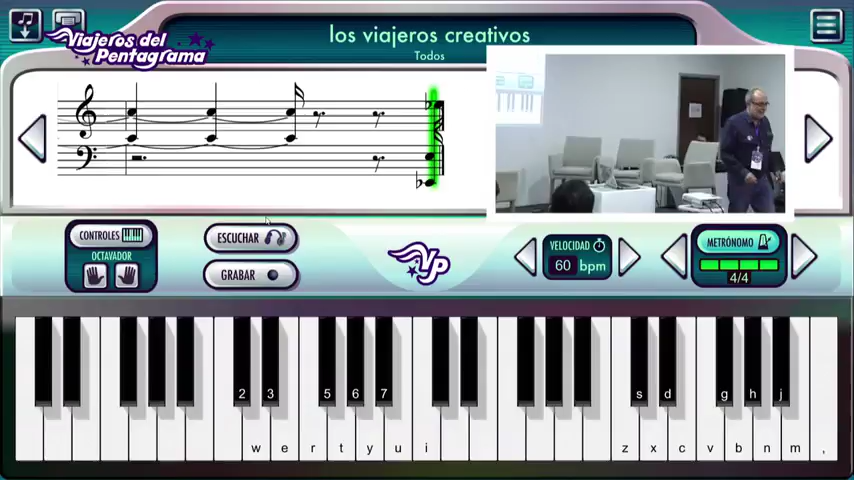 Viajeros del
Pentagrama
los viajeros creativos
Todos
CONTROLES
OCTAVADOR
ESCUCHAR
GRABAR
VP
VELOCIDAD
60 bpm
METRÓNOMO
4/4
2 3 5 6 7 s d g h j
w e r t y u i z x c v b n m ,